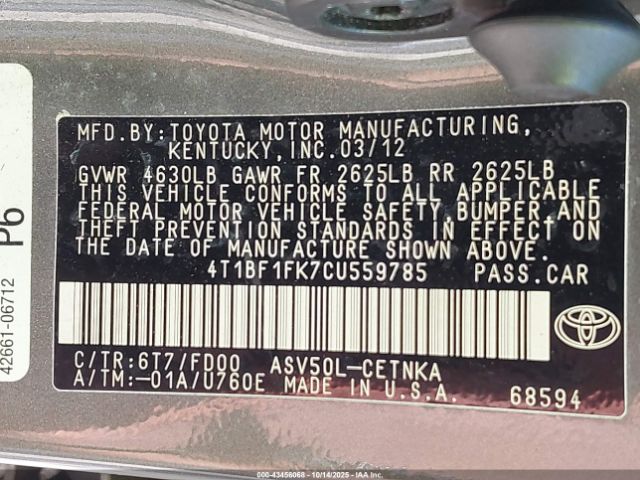 MFD.BY:TOYOTA MOTOR MANUFACTURING,
KENTUCKY,INC.03/12
GVWR 4630LB GAWR FR 2625LB RR 2625LB
THIS VEHICLE CONFORMS TO ALL APPLICABLE
FEDERAL MOTOR VEHICLE SAFETY,BUMPER,AND
THEFT PREVENTION STANDARDS IN EFFECT ON
THE DATE OF MANUFACTURE SHOWN ABOVE.
4T1BF1FK7CU559785 PASS.CAR
C/TR:6T7/FD00 ASV50L-CETNKA
A/TM:-01A/U760E MADE IN U.S.A.
68594
P6
42661-06712
000-43456068 10/14/2025 IAAI.COM